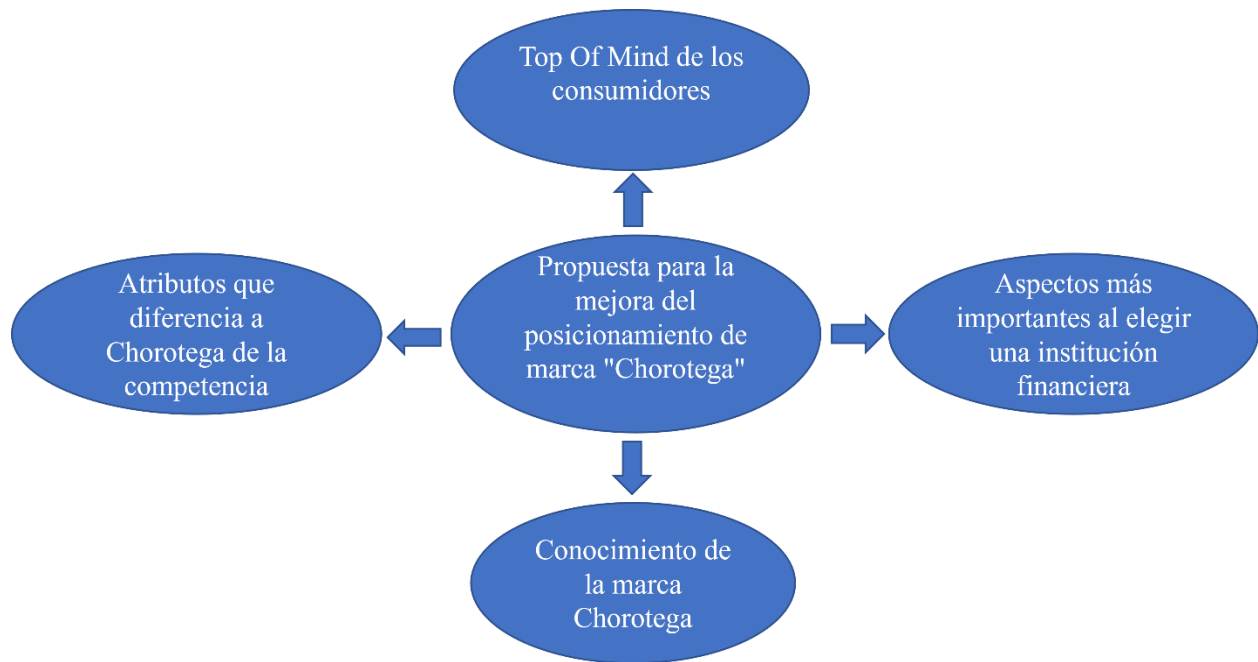 Top Of Mind de los
consumidores
Atributos que
diferencia a
Chorotega de la
competencia
Propuesta para la
mejora del
posicionamiento de
marca "Chorotega"
Aspectos más
importantes al elegir
una institución
financiera
Conocimiento de
la marca
Chorotega